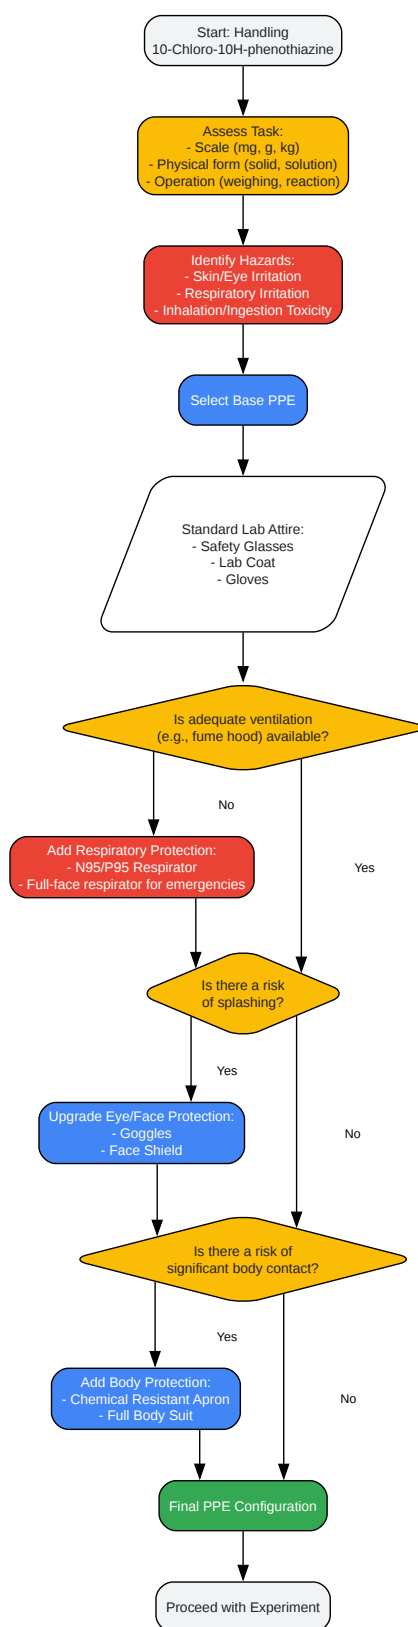 Start: Handling
10-Chloro-10H-phenothiazine
Assess Task:
- Scale (mg, g, kg)
- Physical form (solid, solution)
- Operation (weighing, reaction)
Identify Hazards:
- Skin/Eye Irritation
- Respiratory Irritation
- Inhalation/Ingestion Toxicity
Select Base PPE
Standard Lab Attire:
- Safety Glasses
- Lab Coat
- Gloves
Is adequate ventilation
(e.g., fume hood) available?
No
Yes
Add Respiratory Protection:
- N95/P95 Respirator
- Full-face respirator for emergencies
Is there a risk
of splashing?
Yes
No
Upgrade Eye/Face Protection:
- Goggles
- Face Shield
Is there a risk of
significant body contact?
Yes
No
Add Body Protection:
- Chemical Resistant Apron
- Full Body Suit
Final PPE Configuration
Proceed with Experiment